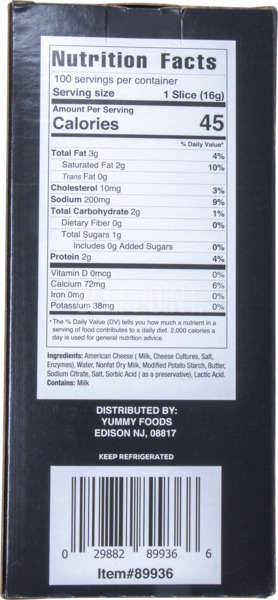 Nutrition Facts
100 servings per container
Serving size 1 Slice (16g)
Amount Per Serving
Calories 45
% Daily Value*
Total Fat 3g 4%
Saturated Fat 2g 10%
Trans Fat 0g
Cholesterol 10mg 3%
Sodium 200mg 9%
Total Carbohydrate 2g 1%
Dietary Fiber 0g 0%
Total Sugars 1g
Includes 0g Added Sugars 0%
Protein 2g 4%
Vitamin D 0mcg 0%
Calcium 72mg 6%
Iron 0mg 0%
Potassium 38mg 0%
*The % Daily Value (DV) tells you how much a nutrient in a
serving of food contributes to a daily diet. 2,000 calories a
day is used for general nutrition advice.
Ingredients: American Cheese ( Milk, Cheese Cultures, Salt,
Enzymes), Water, Nonfat Dry Milk, Modified Potato Starch, Butter,
Sodium Citrate, Salt, Sorbic Acid ( as a preservative), Lactic Acid.
Contains: Milk
DISTRIBUTED BY:
YUMMY FOODS
EDISON NJ, 08817
KEEP REFRIGERATED
0 29882 89936 6
Item#89936